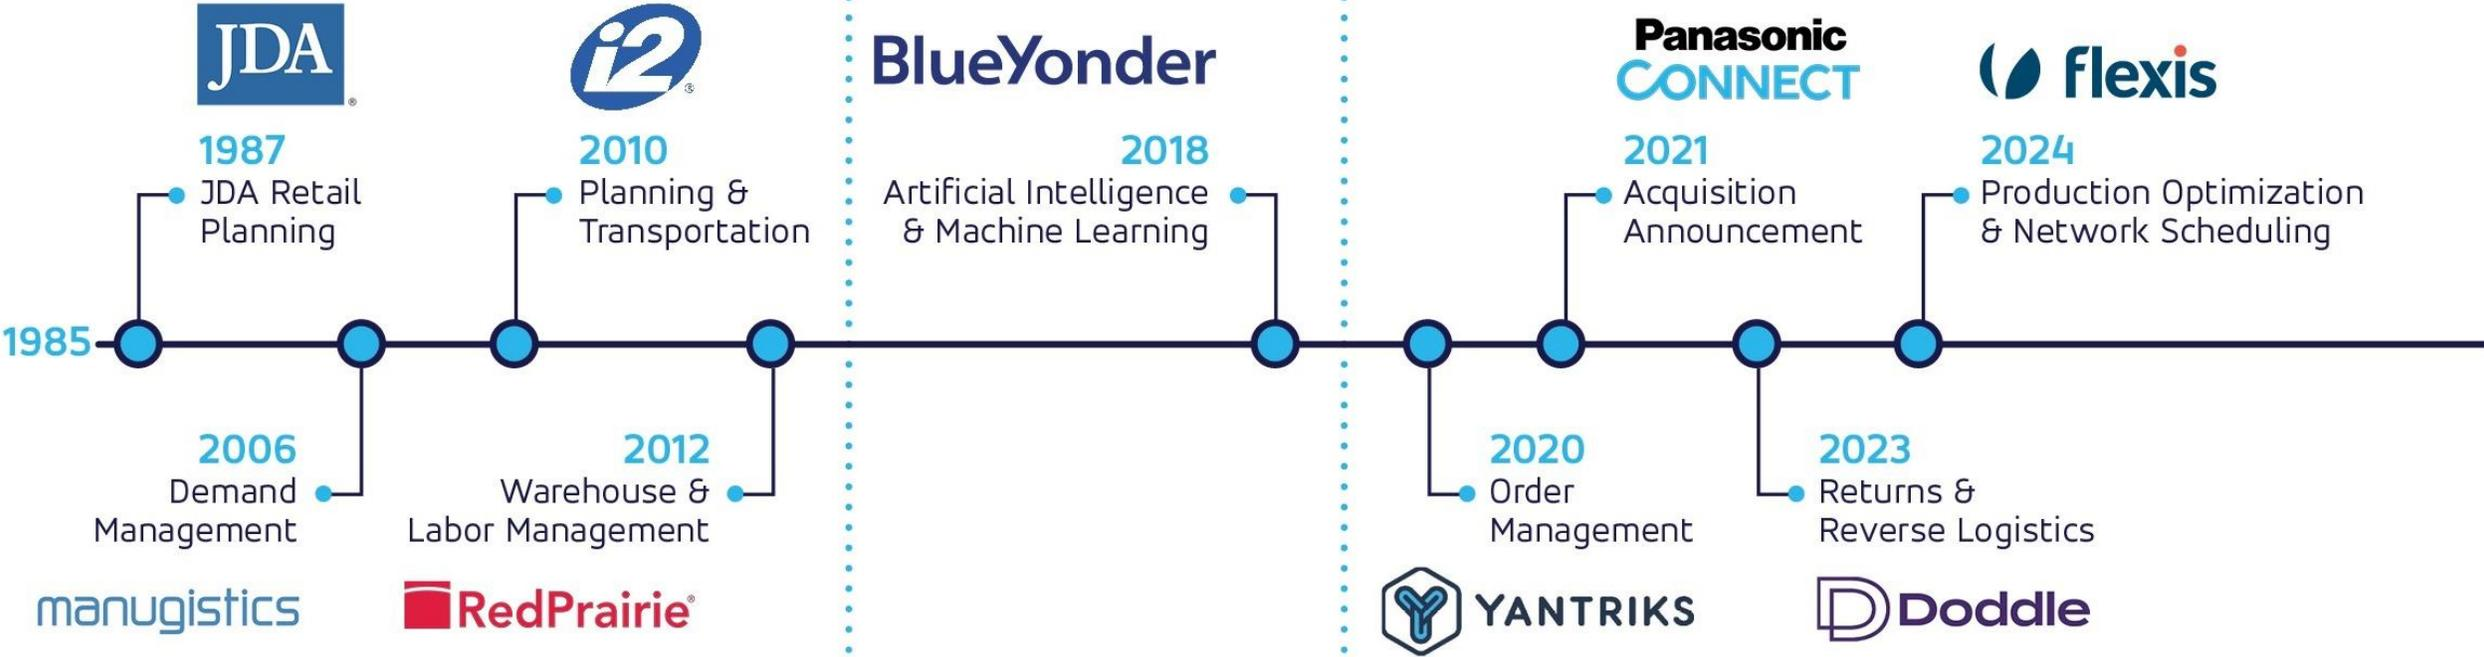 JDA®
1987
JDA Retail
Planning
i2®
2010
Planning &
Transportation
BlueYonder
2018
Artificial Intelligence
& Machine Learning
Panasonic
CONNECT
2021
Acquisition
Announcement
flexis
2024
Production Optimization
& Network Scheduling
1985
2006
Demand
Management
manugistics
2012
Warehouse &
Labor Management
RedPrairie®
2020
Order
Management
YANTRIKS
2023
Returns &
Reverse Logistics
Doddle